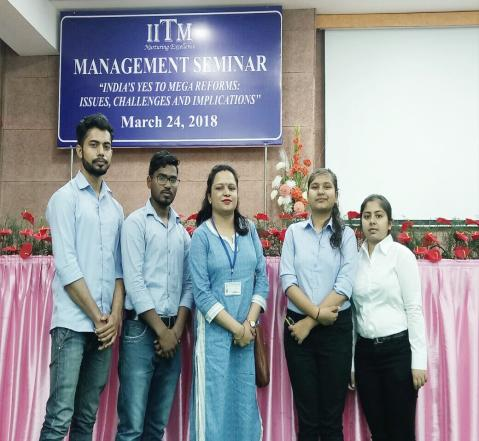 IITM
Nurturing Excellence
MANAGEMENT SEMINAR
"INDIA'S YES TO MEGA REFORMS:
ISSUES, CHALLENGES AND IMPLICATIONS"
March 24, 2018